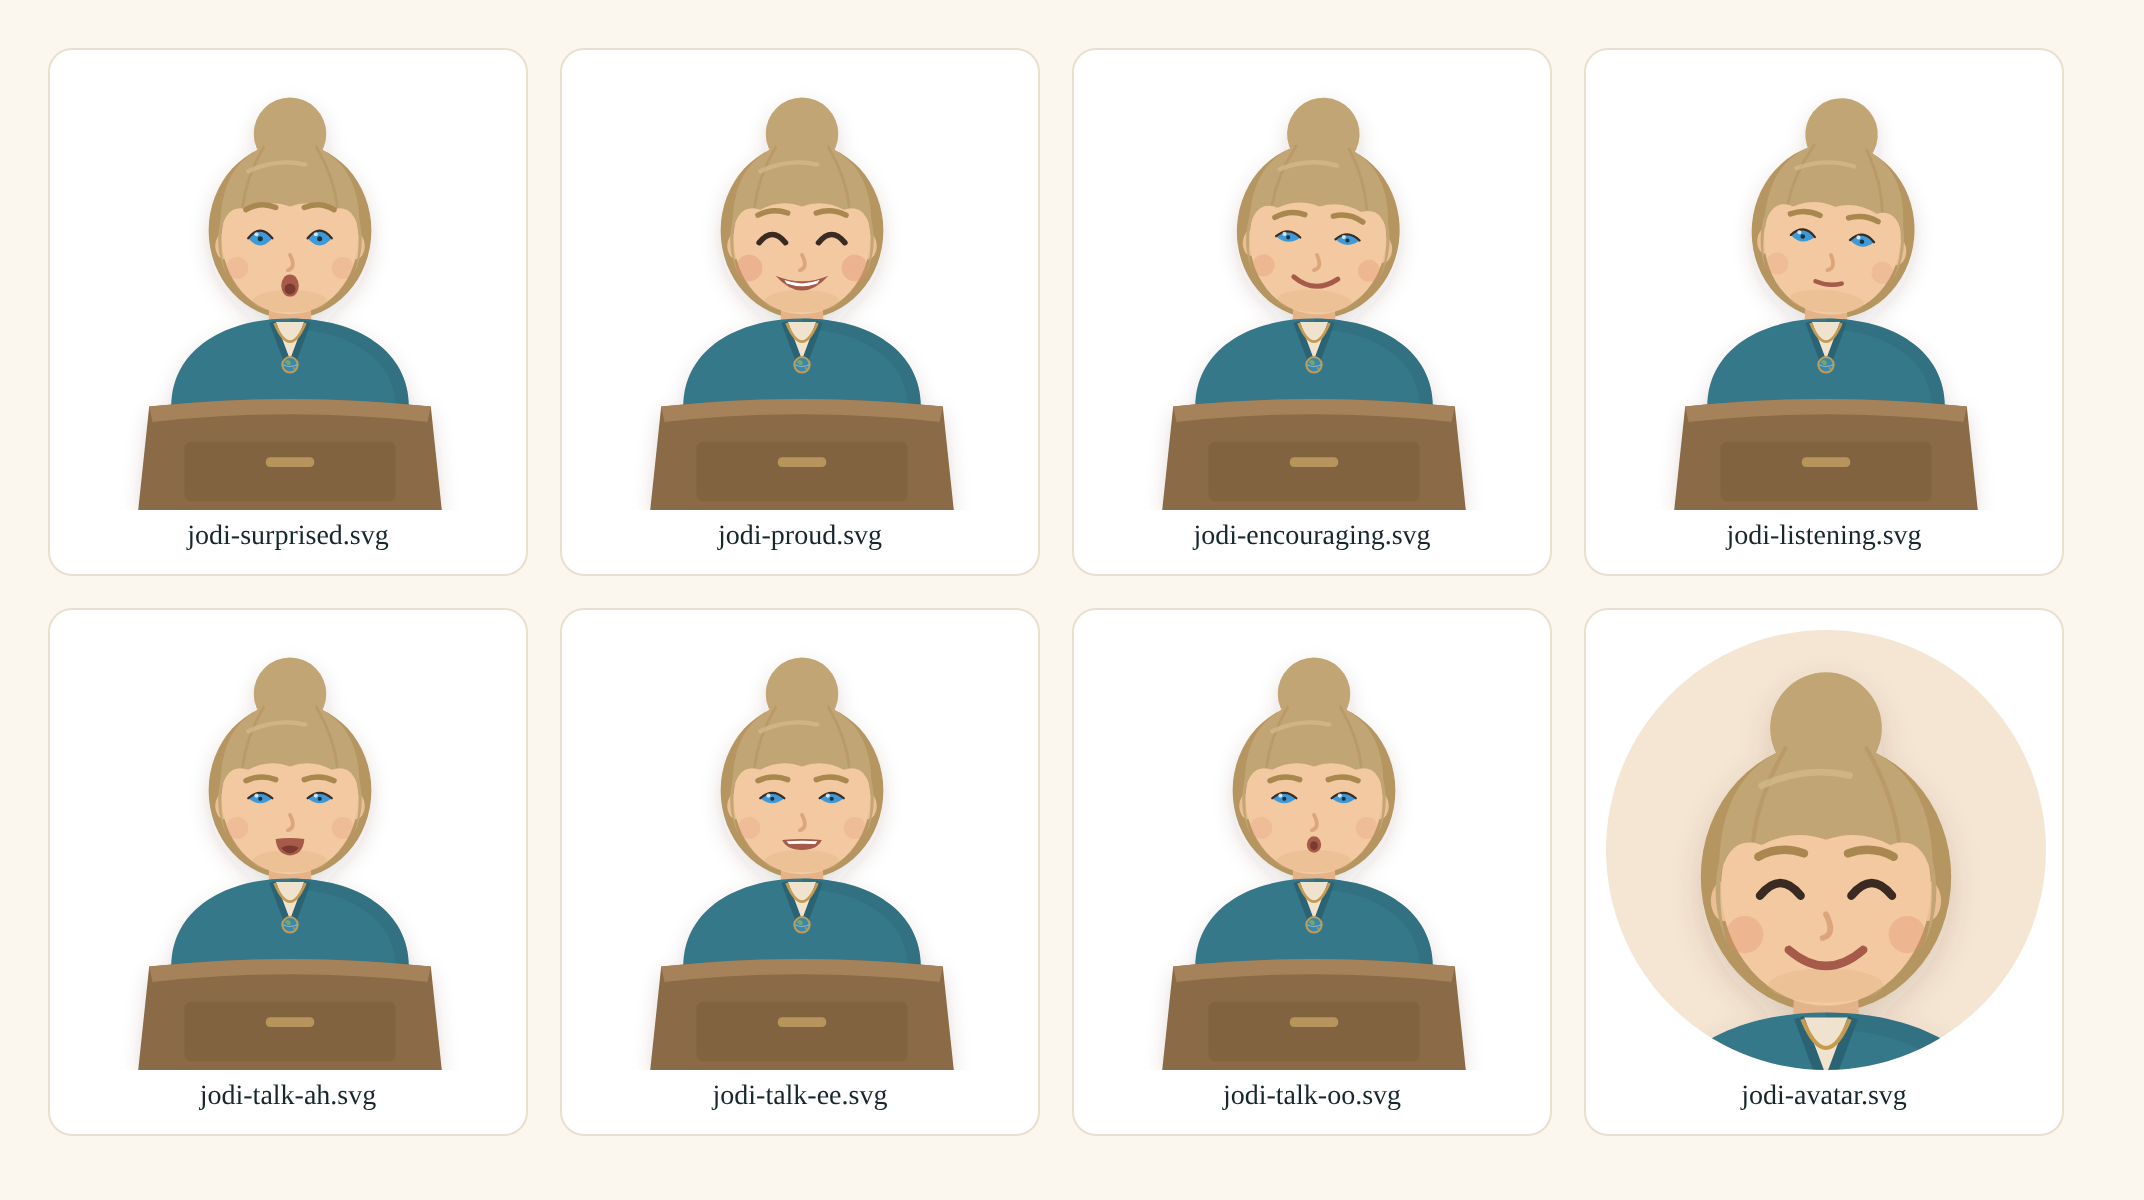 jodi-surprised.svg
jodi-proud.svg
jodi-encouraging.svg
jodi-listening.svg
jodi-talk-ah.svg
jodi-talk-ee.svg
jodi-talk-oo.svg
jodi-avatar.svg